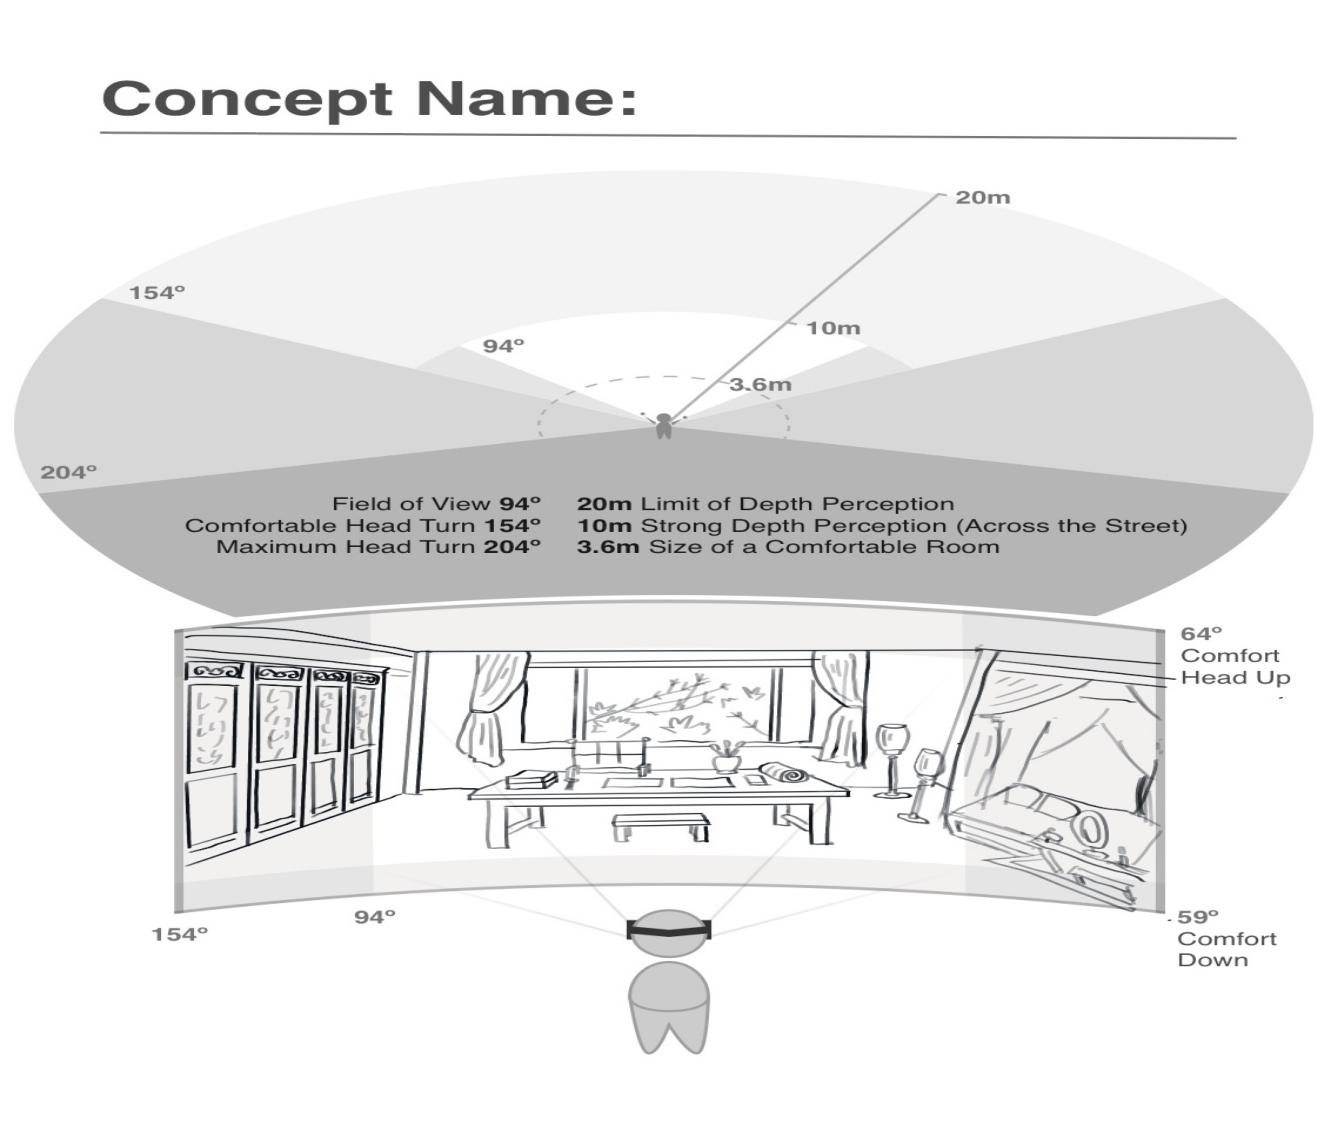 Concept Name:
20m
154º
10m
94º
3.6m
204º
Field of View 94º
20m Limit of Depth Perception
Comfortable Head Turn 154º
10m Strong Depth Perception (Across the Street)
Maximum Head Turn 204º
3.6m Size of a Comfortable Room
64º
Comfort
Head Up
94º
154º
59º
Comfort
Down